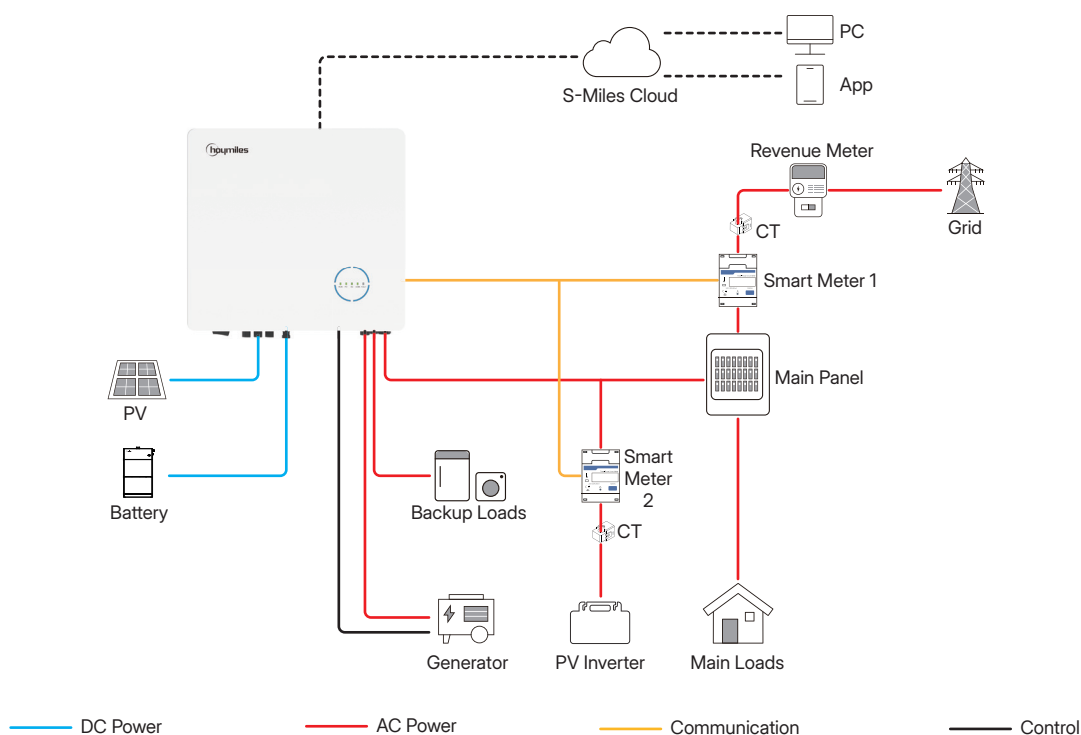 PC
S-Miles Cloud
App
hoymiles
Revenue Meter
CT
Grid
Smart Meter 1
Main Panel
PV
Smart
Meter
2
Battery
Backup Loads
CT
Generator
PV Inverter
Main Loads
DC Power
AC Power
Communication
Control